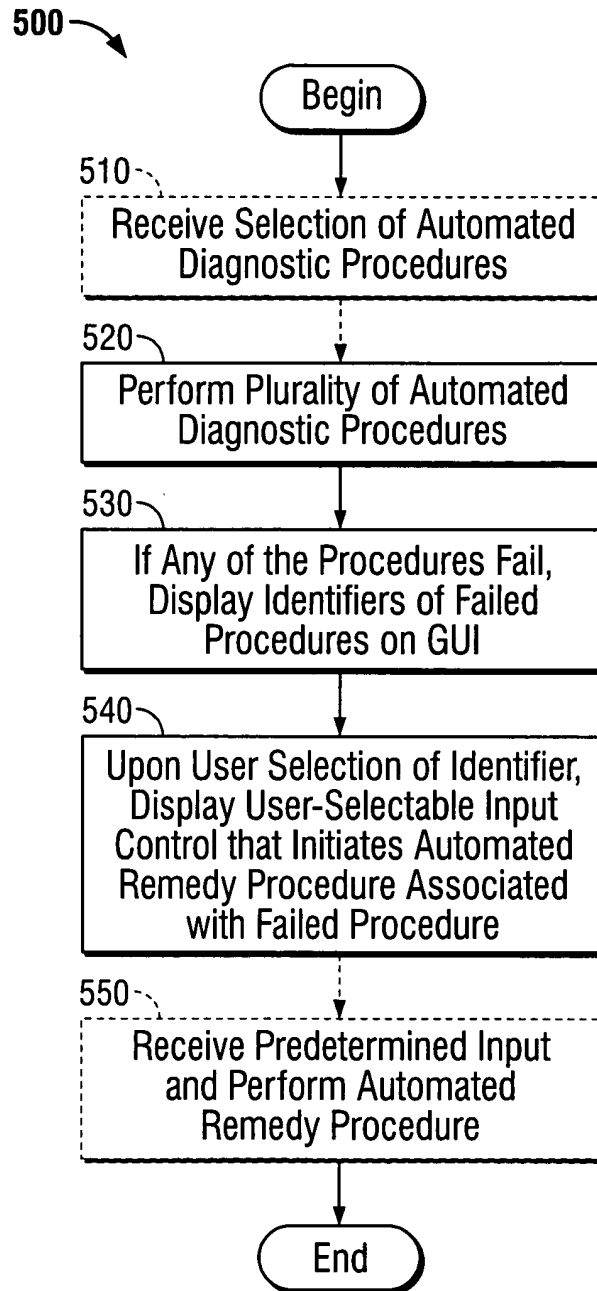 500
Begin
510
Receive Selection of Automated
Diagnostic Procedures
520
Perform Plurality of Automated
Diagnostic Procedures
530
If Any of the Procedures Fail,
Display Identifiers of Failed
Procedures on GUI
540
Upon User Selection of Identifier,
Display User-Selectable Input
Control that Initiates Automated
Remedy Procedure Associated
with Failed Procedure
550
Receive Predetermined Input
and Perform Automated
Remedy Procedure
End